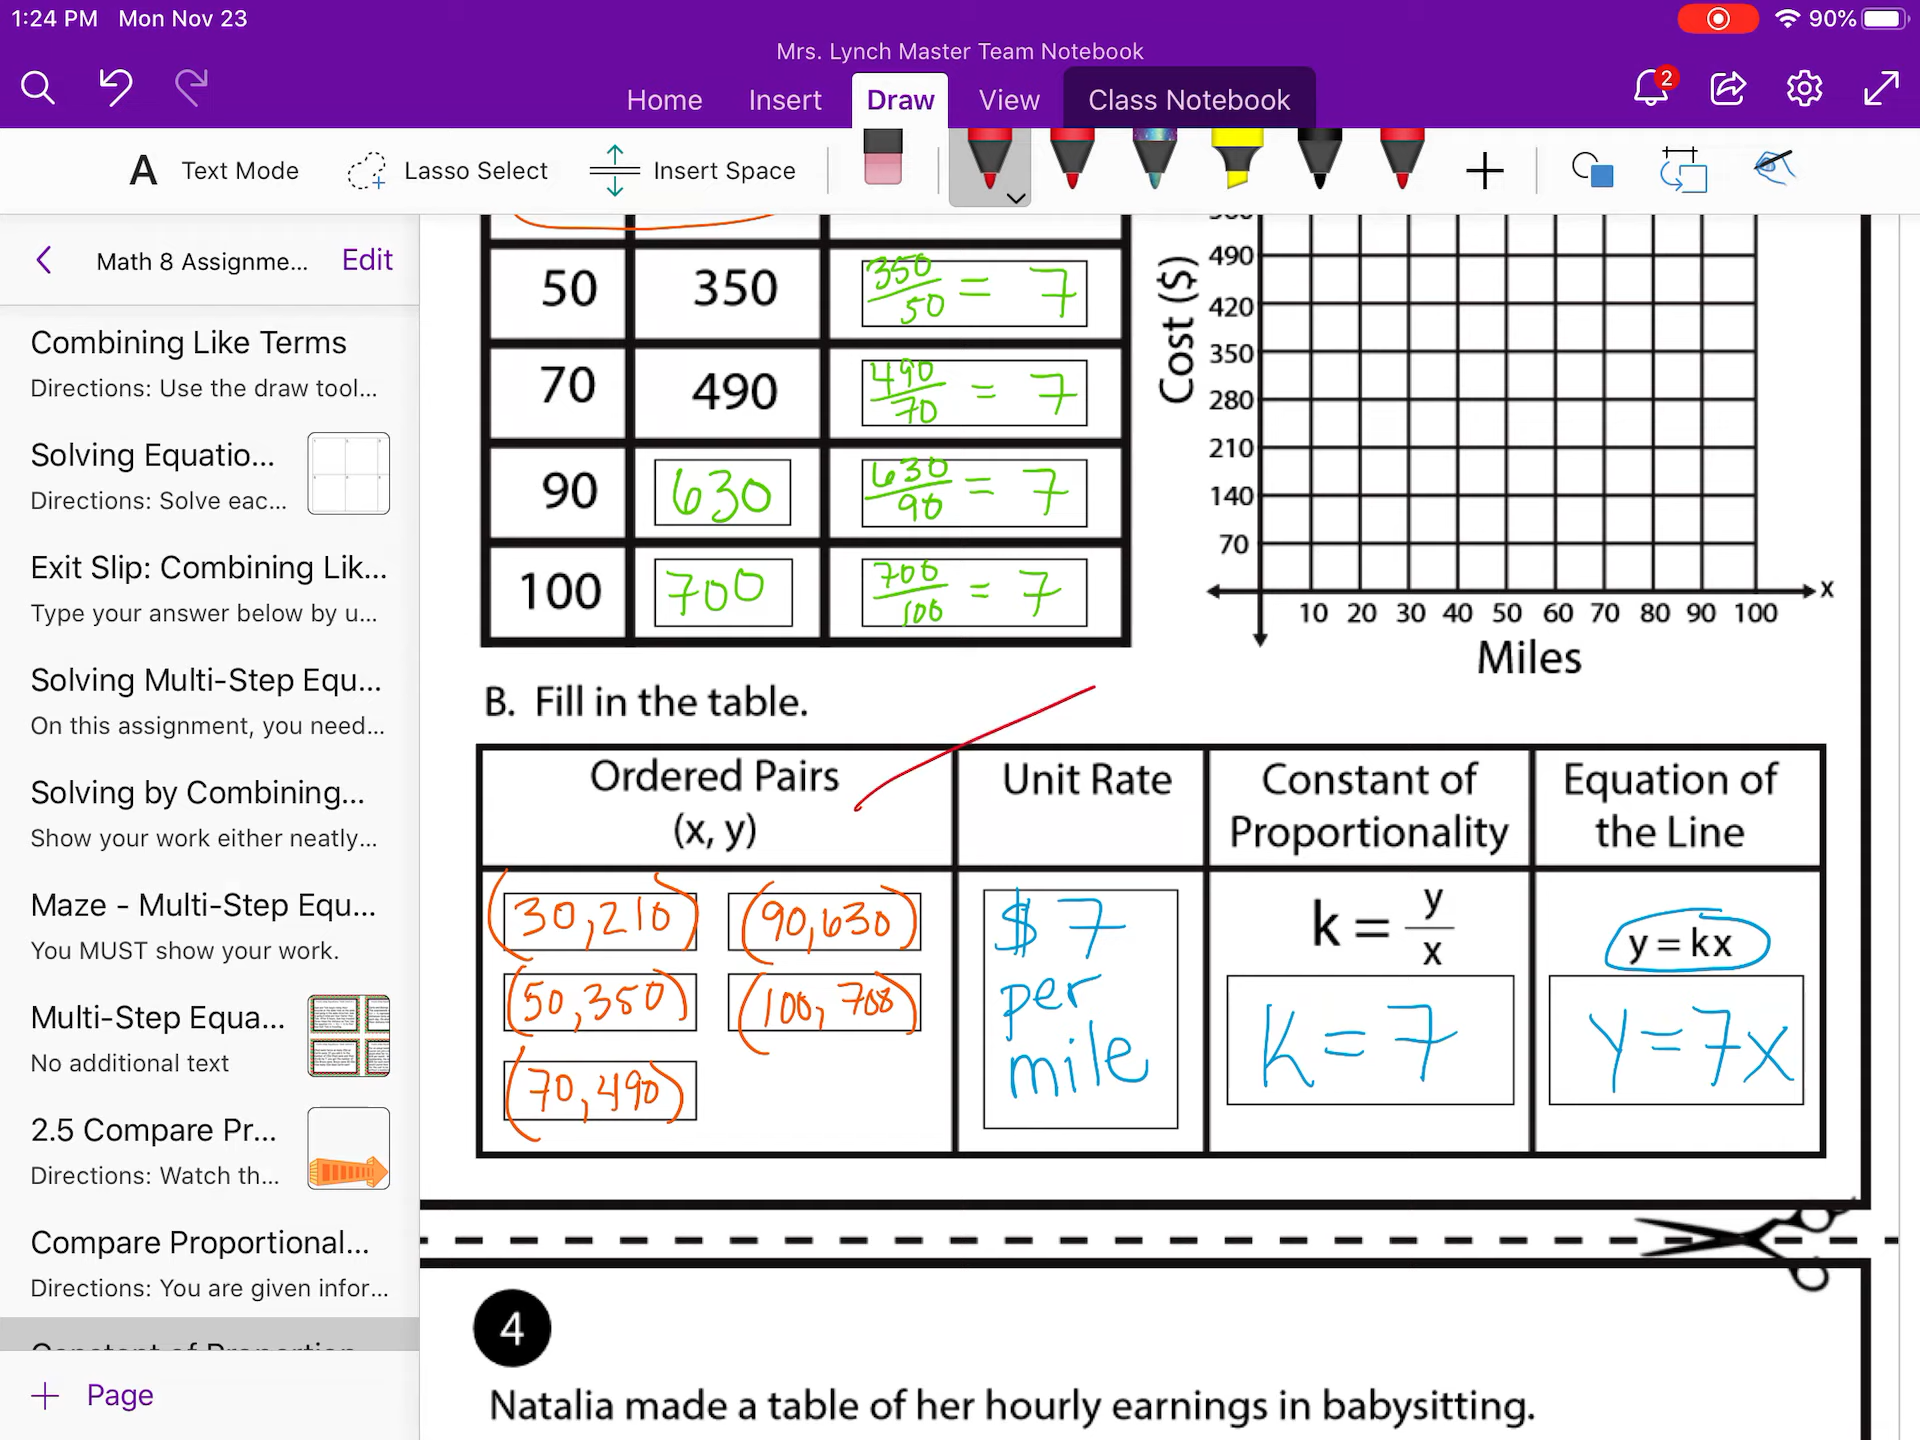 1:24 PM Mon Nov 23
90%
Mrs. Lynch Master Team Notebook
Home Insert Draw View Class Notebook
2
A Text Mode Lasso Select Insert Space
Math 8 Assignme... Edit
Combining Like Terms
Directions: Use the draw tool...
Solving Equatio...
Directions: Solve eac...
Exit Slip: Combining Lik...
Type your answer below by u...
Solving Multi-Step Equ...
On this assignment, you need...
Solving by Combining...
Show your work either neatly...
Maze - Multi-Step Equ...
You MUST show your work.
Multi-Step Equa...
No additional text
2.5 Compare Pr...
Directions: Watch th...
Compare Proportional...
Directions: You are given infor...
Page
50 350 350/50 = 7
70 490 490/70 = 7
90 630 630/90 = 7
100 700 700/100 = 7
Cost ($)
490
420
350
280
210
140
70
x
10 20 30 40 50 60 70 80 90 100
Miles
B. Fill in the table.
Ordered Pairs
(x, y)
Unit Rate
Constant of
Proportionality
Equation of
the Line
(30,210) (90,630)
(50,350) (100, 700)
(70,490)
$7
per
mile
k = y/x
k = 7
y = kx
y = 7x
4
Natalia made a table of her hourly earnings in babysitting.